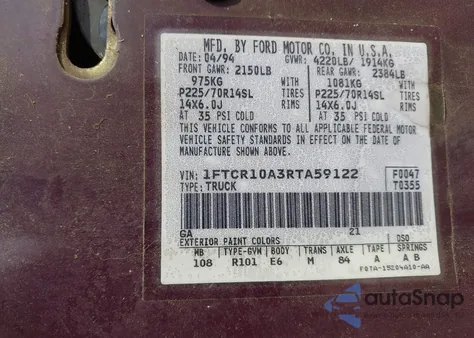 MFD. BY FORD MOTOR CO. IN U.S.A.
DATE: 04/94 GVWR: 4220LB/ 1914KG
FRONT GAWR: 2150LB REAR GAWR: 2384LB
975KG WITH 1081KG WITH
P225/70R14SL TIRES P225/70R14SL TIRES
14X6.0J RIMS 14X6.0J RIMS
AT 35 PSI COLD AT 35 PSI COLD
THIS VEHICLE CONFORMS TO ALL APPLICABLE FEDERAL MOTOR
VEHICLE SAFETY STANDARDS IN EFFECT ON THE DATE OF
MANUFACTURE SHOWN ABOVE.
VIN: 1FTCR10A3RTA59122 F0047
TYPE: TRUCK T0355
GA 21
EXTERIOR PAINT COLORS DSO
WB TYPE-GVW BODY TRANS AXLE TAPE SPRINGS
108 R101 E6 M 84 A A B
F0TA-15204A10-AA
autoSnap